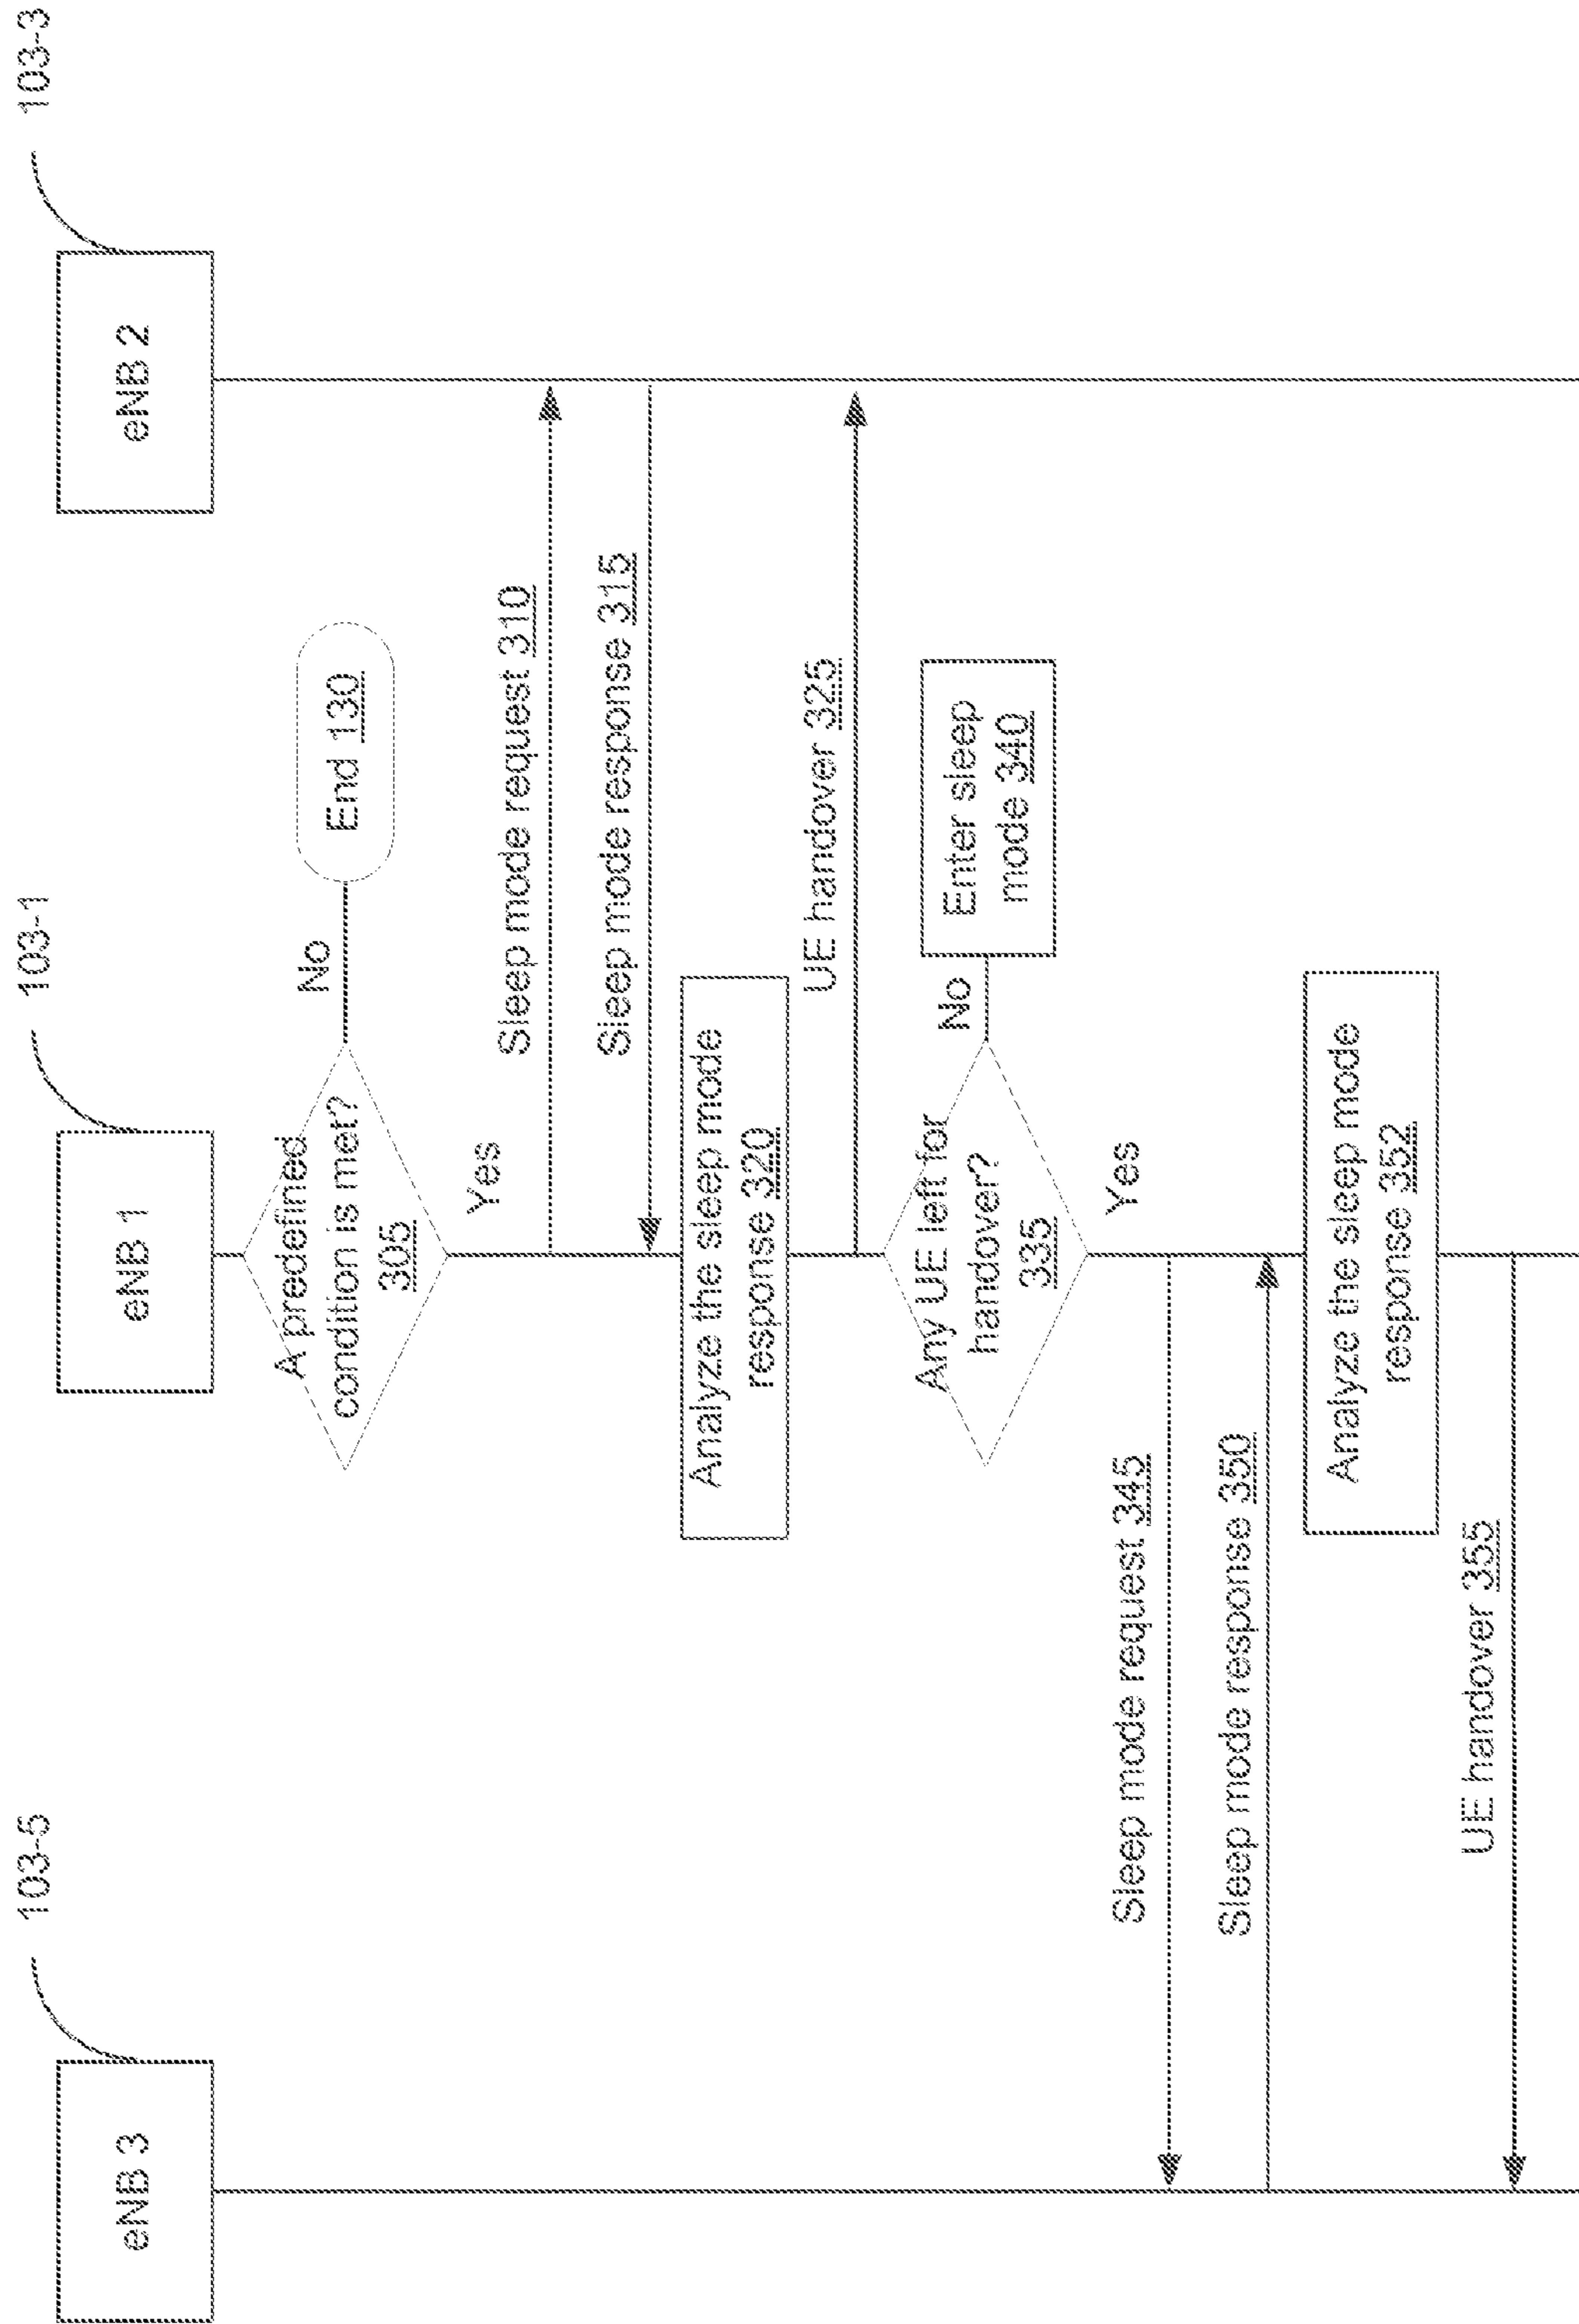 103-5
103-1
103-3
eNB 3
eNB 1
eNB 2
A predefined
condition is met?
305
No
End 130
Yes
Sleep mode request 310
Sleep mode response 315
Analyze the sleep mode
response 320
UE handover 325
Any UE left for
handover?
335
No
Enter sleep
mode 340
Yes
Sleep mode request 345
Sleep mode response 350
Analyze the sleep mode
response 352
UE handover 355